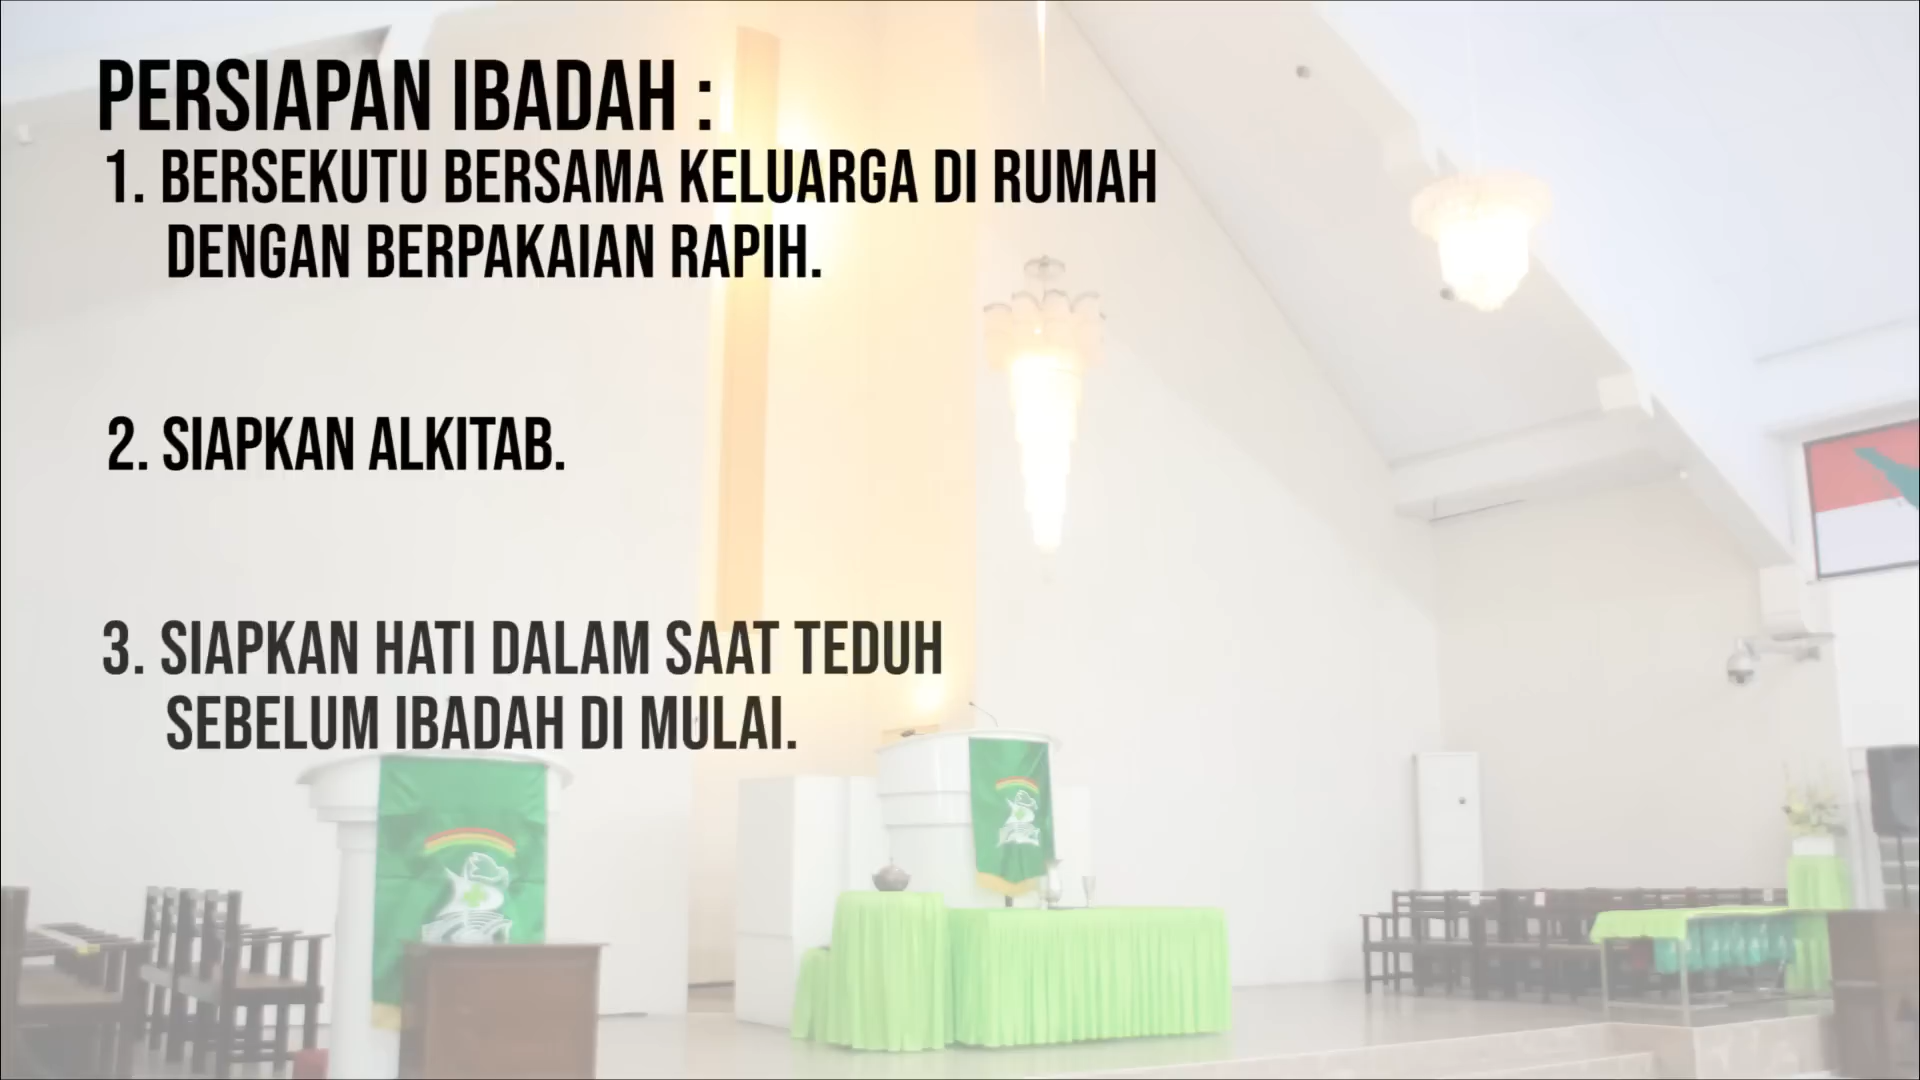 PERSIAPAN IBADAH :
1. BERSEKUTU BERSAMA KELUARGA DI RUMAH
DENGAN BERPAKAIAN RAPIH.
2. SIAPKAN ALKITAB.
3. SIAPKAN HATI DALAM SAAT TEDUH
SEBELUM IBADAH DI MULAI.